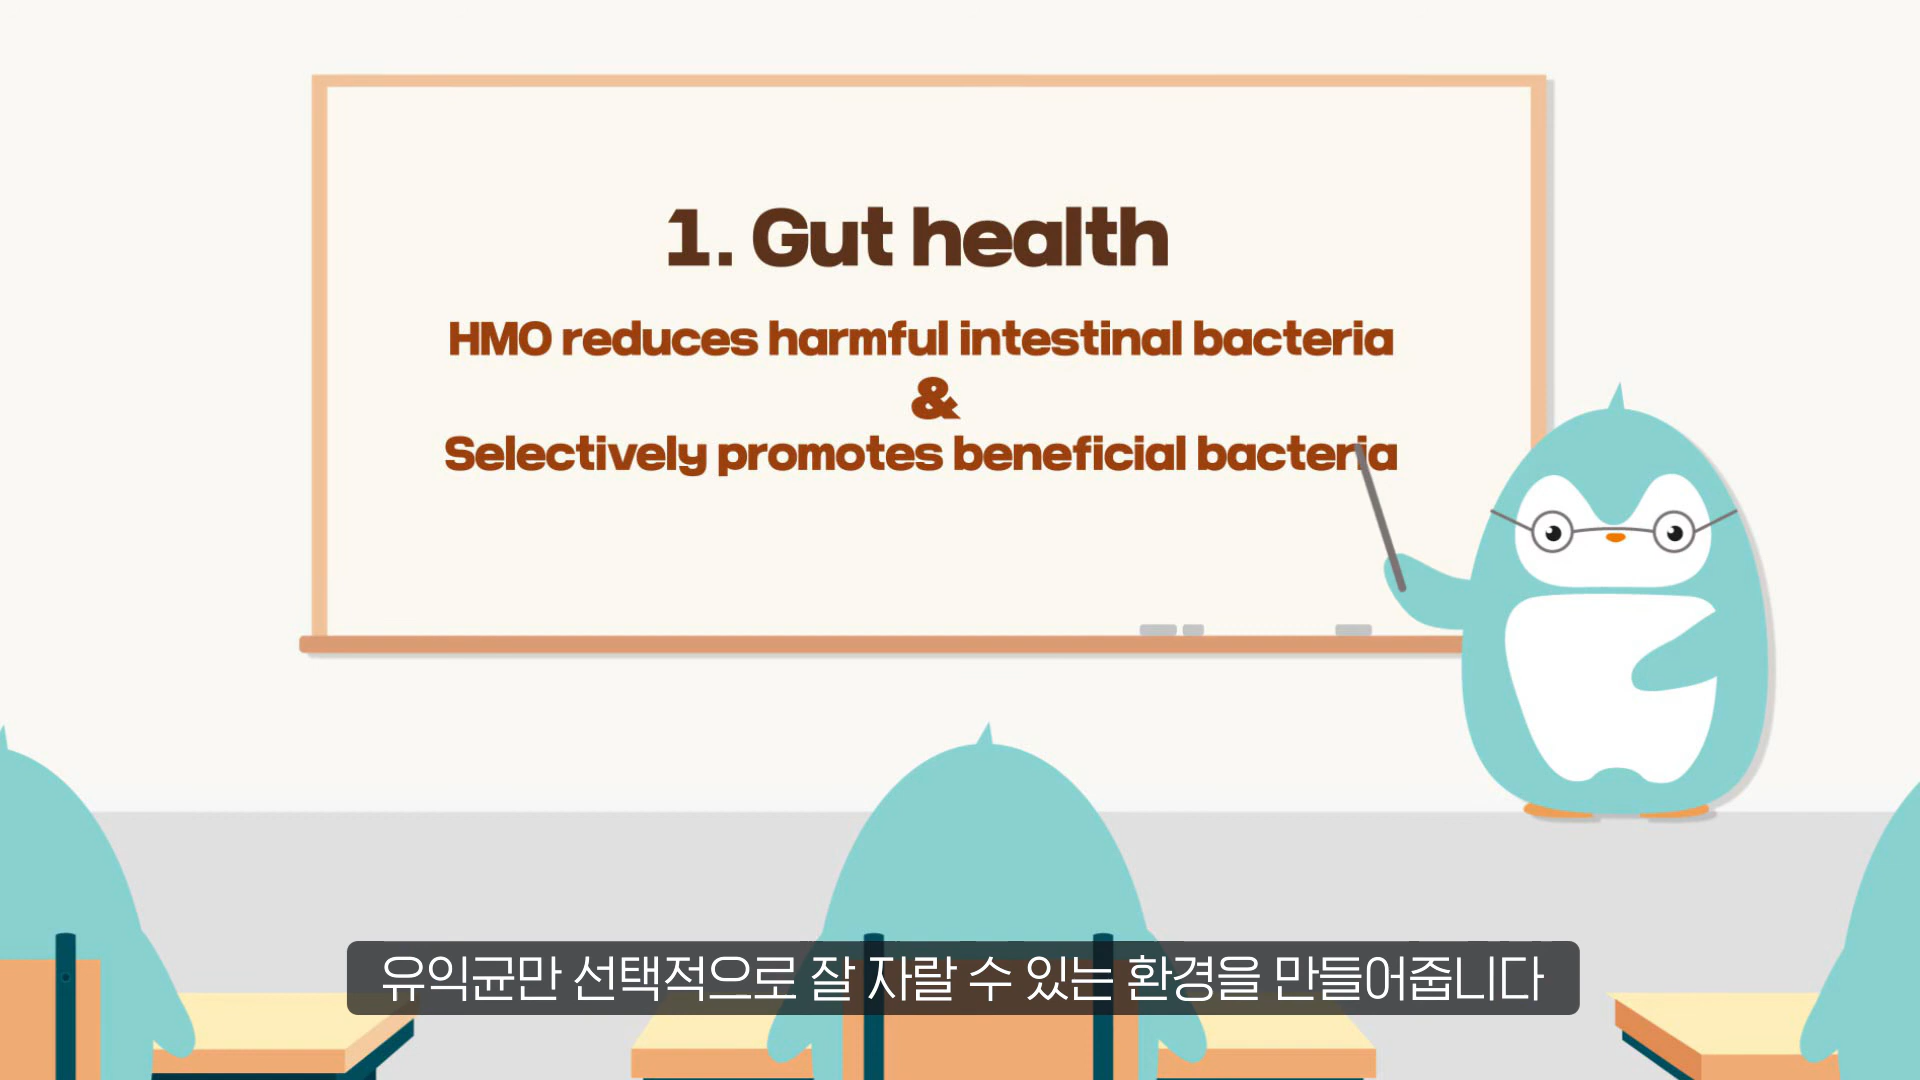 1. Gut health
HMO reduces harmful intestinal bacteria
&
Selectively promotes beneficial bacteria
유익균만 선택적으로 잘 자랄 수 있는 환경을 만들어줍니다